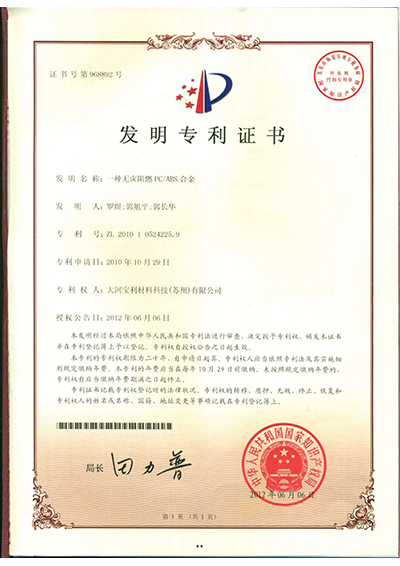 证书号第968892号
发明专利证书
发 明 名 称:一种无卤阻燃PC/ABS合金
发 明 人:罗煜;郭旭平;郭长华
专 利 号:ZL 2010 1 0524225.9
专利申请日:2010年10月29日
专 利 权 人:大河宝利材料科技(苏州)有限公司
授权公告日:2012年06月06日
本发明经过本局依照中华人民共和国专利法进行审查,决定授予专利权,颁发本证书
并在专利登记簿上予以登记。专利权自授权公告之日起生效。
本专利的专利权期限为二十年,自申请日起算。专利权人应当依照专利法及其实施细
则规定缴纳年费。本专利的年费应当在每年10月29日前缴纳。未按照规定缴纳年费的,
专利权自应当缴纳年费期满之日起终止。
专利证书记载专利权登记时的法律状况。专利权的转移、质押、无效、终止、恢复和
专利权人的姓名或名称、国籍、地址变更等事项记载在专利登记簿上。
局长 田力普
中华人民共和国国家知识产权局
2012年06月06日
第1页(共1页)